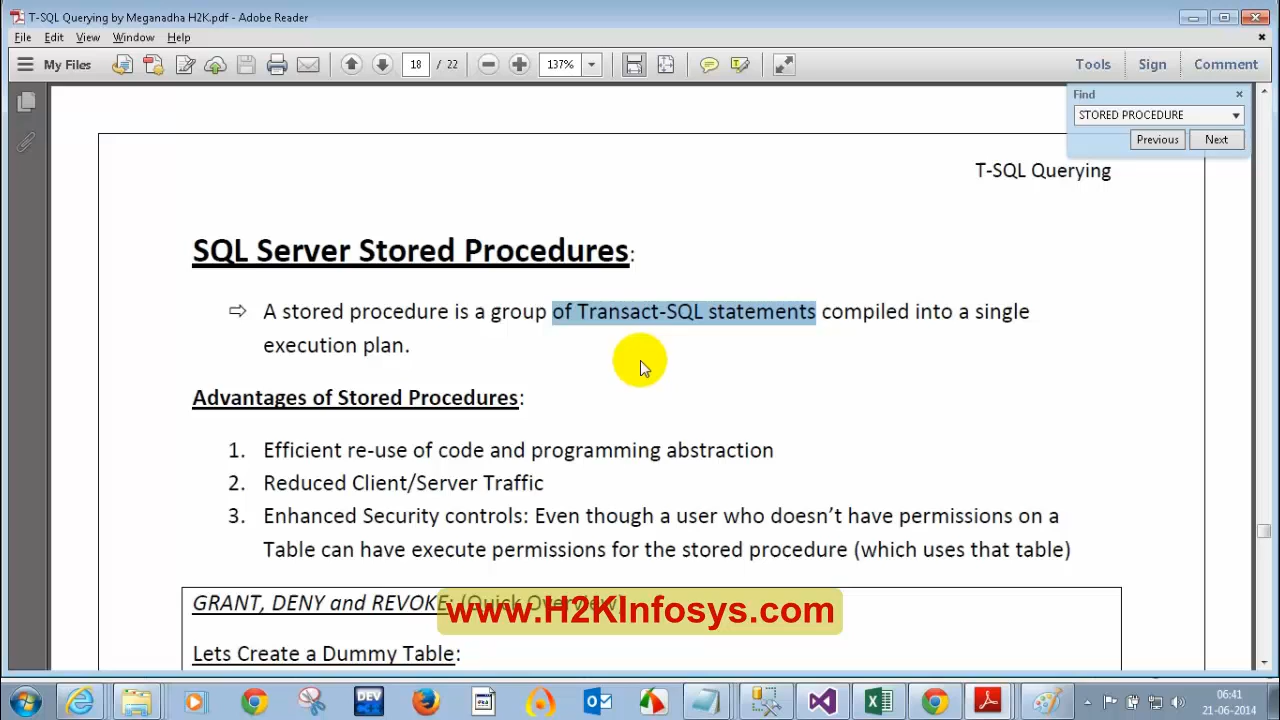 T-SQL Querying by Meganadha H2K.pdf - Adobe Reader
File Edit View Window Help
My Files 18 / 22 137% Tools Sign Comment
Find
STORED PROCEDURE
Previous Next
T-SQL Querying
SQL Server Stored Procedures:
⇨ A stored procedure is a group of Transact-SQL statements compiled into a single
execution plan.
Advantages of Stored Procedures:
1. Efficient re-use of code and programming abstraction
2. Reduced Client/Server Traffic
3. Enhanced Security controls: Even though a user who doesn’t have permissions on a
Table can have execute permissions for the stored procedure (which uses that table)
GRANT, DENY and REVOKE: (Quick Overview)
www.H2KInfosys.com
Lets Create a Dummy Table:
DEV
06:41
21-06-2014